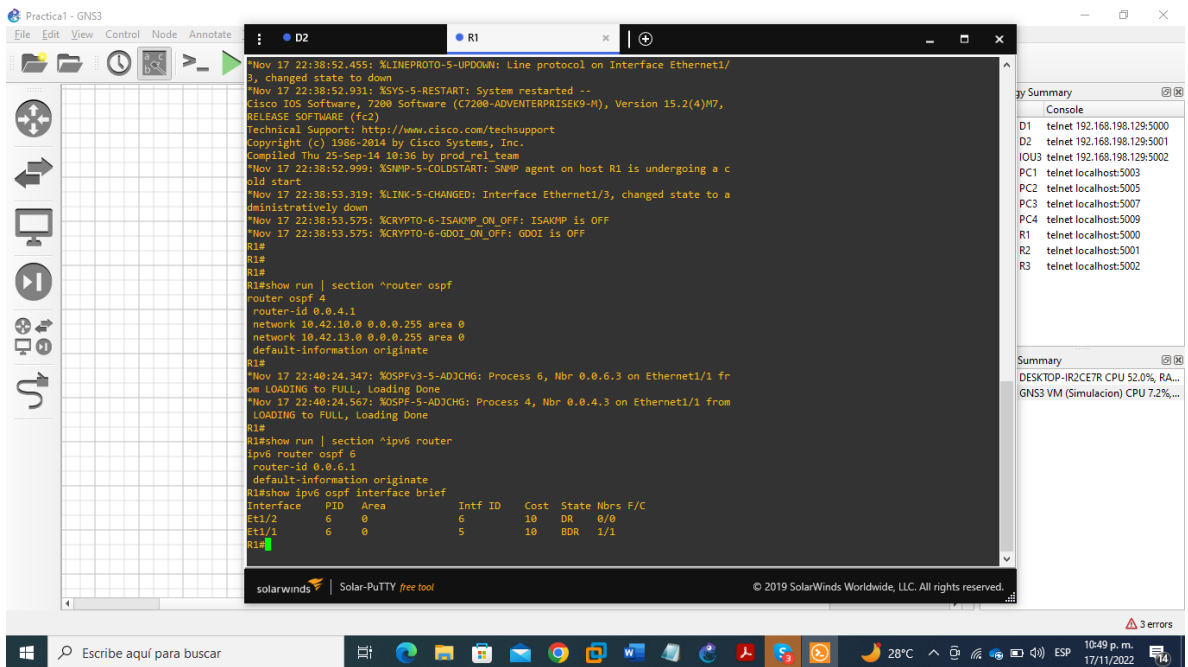 Practica1 - GNS3
File Edit View Control Node Annotate
D2
R1
*Nov 17 22:38:52.455: %LINEPROTO-5-UPDOWN: Line protocol on Interface Ethernet1/
3, changed state to down
*Nov 17 22:38:52.931: %SYS-5-RESTART: System restarted --
Cisco IOS Software, 7200 Software (C7200-ADVENTERPRISEK9-M), Version 15.2(4)M7,
RELEASE SOFTWARE (fc2)
Technical Support: http://www.cisco.com/techsupport
Copyright (c) 1986-2014 by Cisco Systems, Inc.
Compiled Thu 25-Sep-14 10:36 by prod_rel_team
*Nov 17 22:38:52.999: %SNMP-5-COLDSTART: SNMP agent on host R1 is undergoing a c
old start
*Nov 17 22:38:53.319: %LINK-5-CHANGED: Interface Ethernet1/3, changed state to a
dministratively down
*Nov 17 22:38:53.575: %CRYPTO-6-ISAKMP_ON_OFF: ISAKMP is OFF
*Nov 17 22:38:53.575: %CRYPTO-6-GDOI_ON_OFF: GDOI is OFF
R1#
R1#
R1#
R1#show run | section ^router ospf
router ospf 4
router-id 0.0.4.1
network 10.42.10.0 0.0.0.255 area 0
network 10.42.13.0 0.0.0.255 area 0
default-information originate
R1#
*Nov 17 22:40:24.347: %OSPFv3-5-ADJCHG: Process 6, Nbr 0.0.6.3 on Ethernet1/1 fr
om LOADING to FULL, Loading Done
*Nov 17 22:40:24.567: %OSPF-5-ADJCHG: Process 4, Nbr 0.0.4.3 on Ethernet1/1 from
LOADING to FULL, Loading Done
R1#
R1#show run | section ^ipv6 router
ipv6 router ospf 6
router-id 0.0.6.1
default-information originate
R1#show ipv6 ospf interface brief
Interface PID Area Intf ID Cost State Nbrs F/C
Et1/2 6 0 6 10 DR 0/0
Et1/1 6 0 5 10 BDR 1/1
R1#
solarwinds Solar-PuTTY free tool
© 2019 SolarWinds Worldwide, LLC. All rights reserved.
gy Summary
Console
D1 telnet 192.168.198.129:5000
D2 telnet 192.168.198.129:5001
IOU3 telnet 192.168.198.129:5002
PC1 telnet localhost:5003
PC2 telnet localhost:5005
PC3 telnet localhost:5007
PC4 telnet localhost:5009
R1 telnet localhost:5000
R2 telnet localhost:5001
R3 telnet localhost:5002
Summary
DESKTOP-IR2CE7R CPU 52.0%, RA...
GNS3 VM (Simulacion) CPU 7.2%,...
3 errors
Escribe aquí para buscar
28°C
ESP
10:49 p. m.
17/11/2022